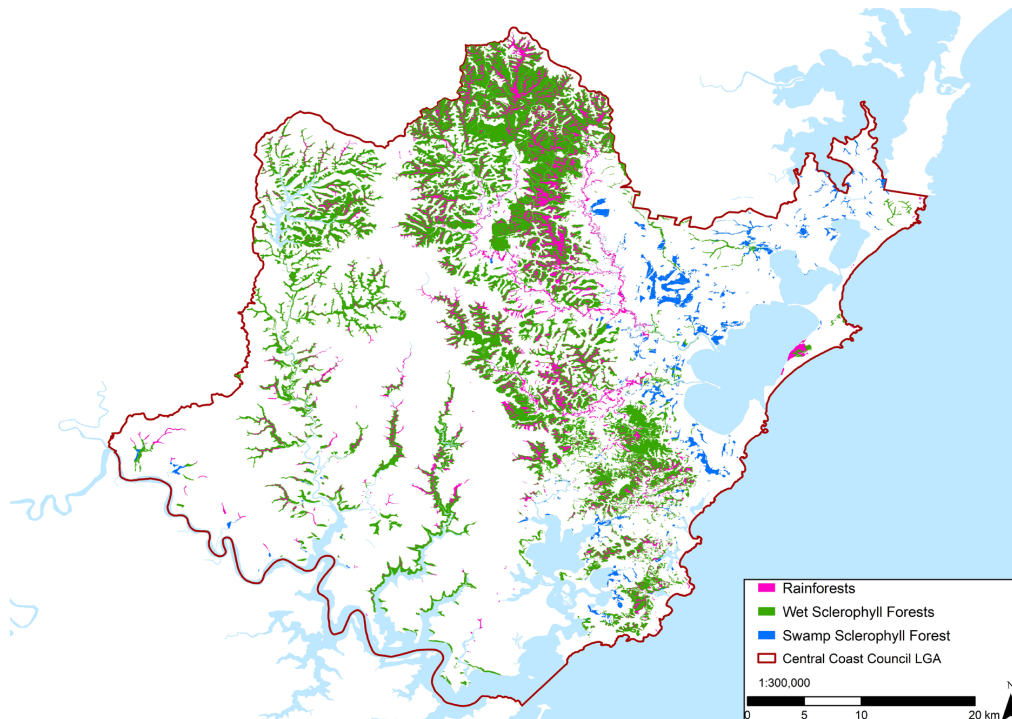 Rainforests
Wet Sclerophyll Forests
Swamp Sclerophyll Forest
Central Coast Council LGA
1:300,000
N
0 5 10 20 km